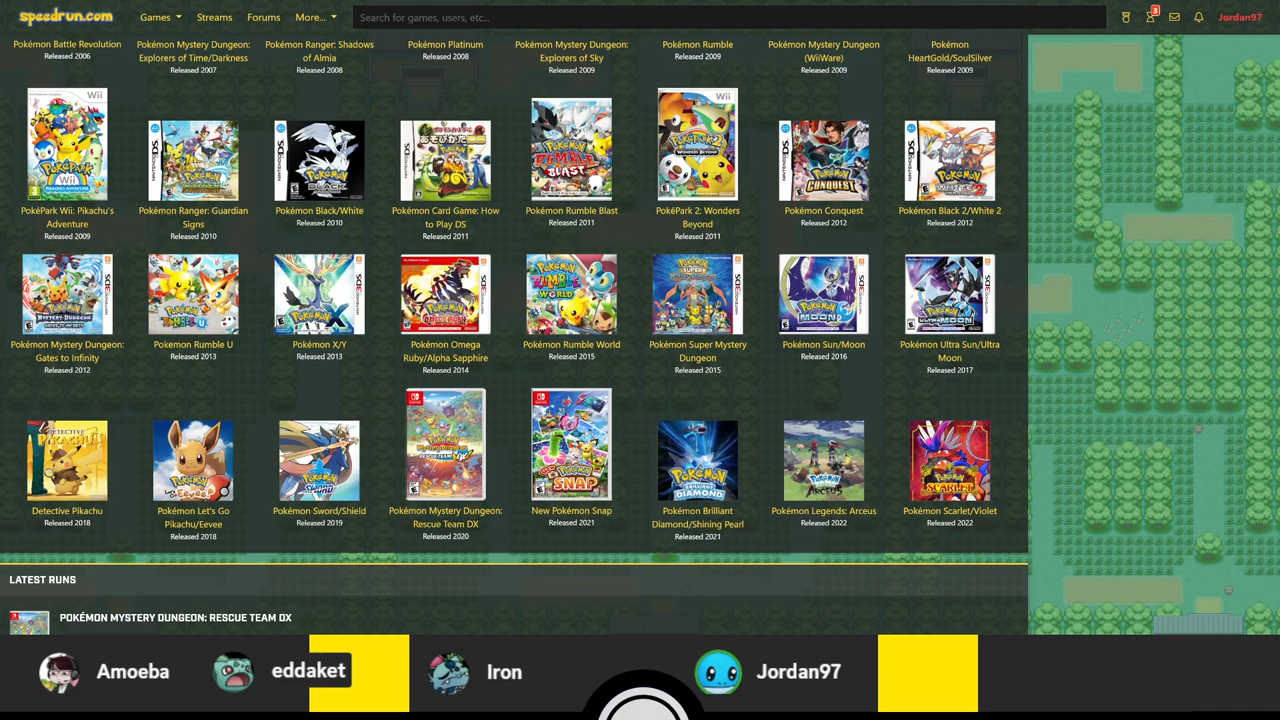 speedrun.com
Games Streams Forums More... Search for games, users, etc... 3 Jordan97
Pokémon Battle Revolution
Released 2006
Pokémon Mystery Dungeon:
Explorers of Time/Darkness
Released 2007
Pokémon Ranger: Shadows
of Almia
Released 2008
Pokémon Platinum
Released 2008
Pokémon Mystery Dungeon:
Explorers of Sky
Released 2009
Pokémon Rumble
Released 2009
Pokémon Mystery Dungeon
(WiiWare)
Released 2009
Pokémon
HeartGold/SoulSilver
Released 2009
PokéPark Wii: Pikachu's
Adventure
Released 2009
Pokémon Ranger: Guardian
Signs
Released 2010
Pokémon Black/White
Released 2010
Pokémon Card Game: How
to Play DS
Released 2011
Pokémon Rumble Blast
Released 2011
PokéPark 2: Wonders
Beyond
Released 2011
Pokémon Conquest
Released 2012
Pokémon Black 2/White 2
Released 2012
Pokémon Mystery Dungeon:
Gates to Infinity
Released 2012
Pokémon Rumble U
Released 2013
Pokémon X/Y
Released 2013
Pokémon Omega
Ruby/Alpha Sapphire
Released 2014
Pokémon Rumble World
Released 2015
Pokémon Super Mystery
Dungeon
Released 2015
Pokémon Sun/Moon
Released 2016
Pokémon Ultra Sun/Ultra
Moon
Released 2017
Detective Pikachu
Released 2018
Pokémon Let's Go
Pikachu/Eevee
Released 2018
Pokémon Sword/Shield
Released 2019
Pokémon Mystery Dungeon:
Rescue Team DX
Released 2020
New Pokémon Snap
Released 2021
Pokémon Brilliant
Diamond/Shining Pearl
Released 2021
Pokémon Legends: Arceus
Released 2022
Pokémon Scarlet/Violet
Released 2022
LATEST RUNS
POKÉMON MYSTERY DUNGEON: RESCUE TEAM DX
Amoeba eddaket Iron Jordan97